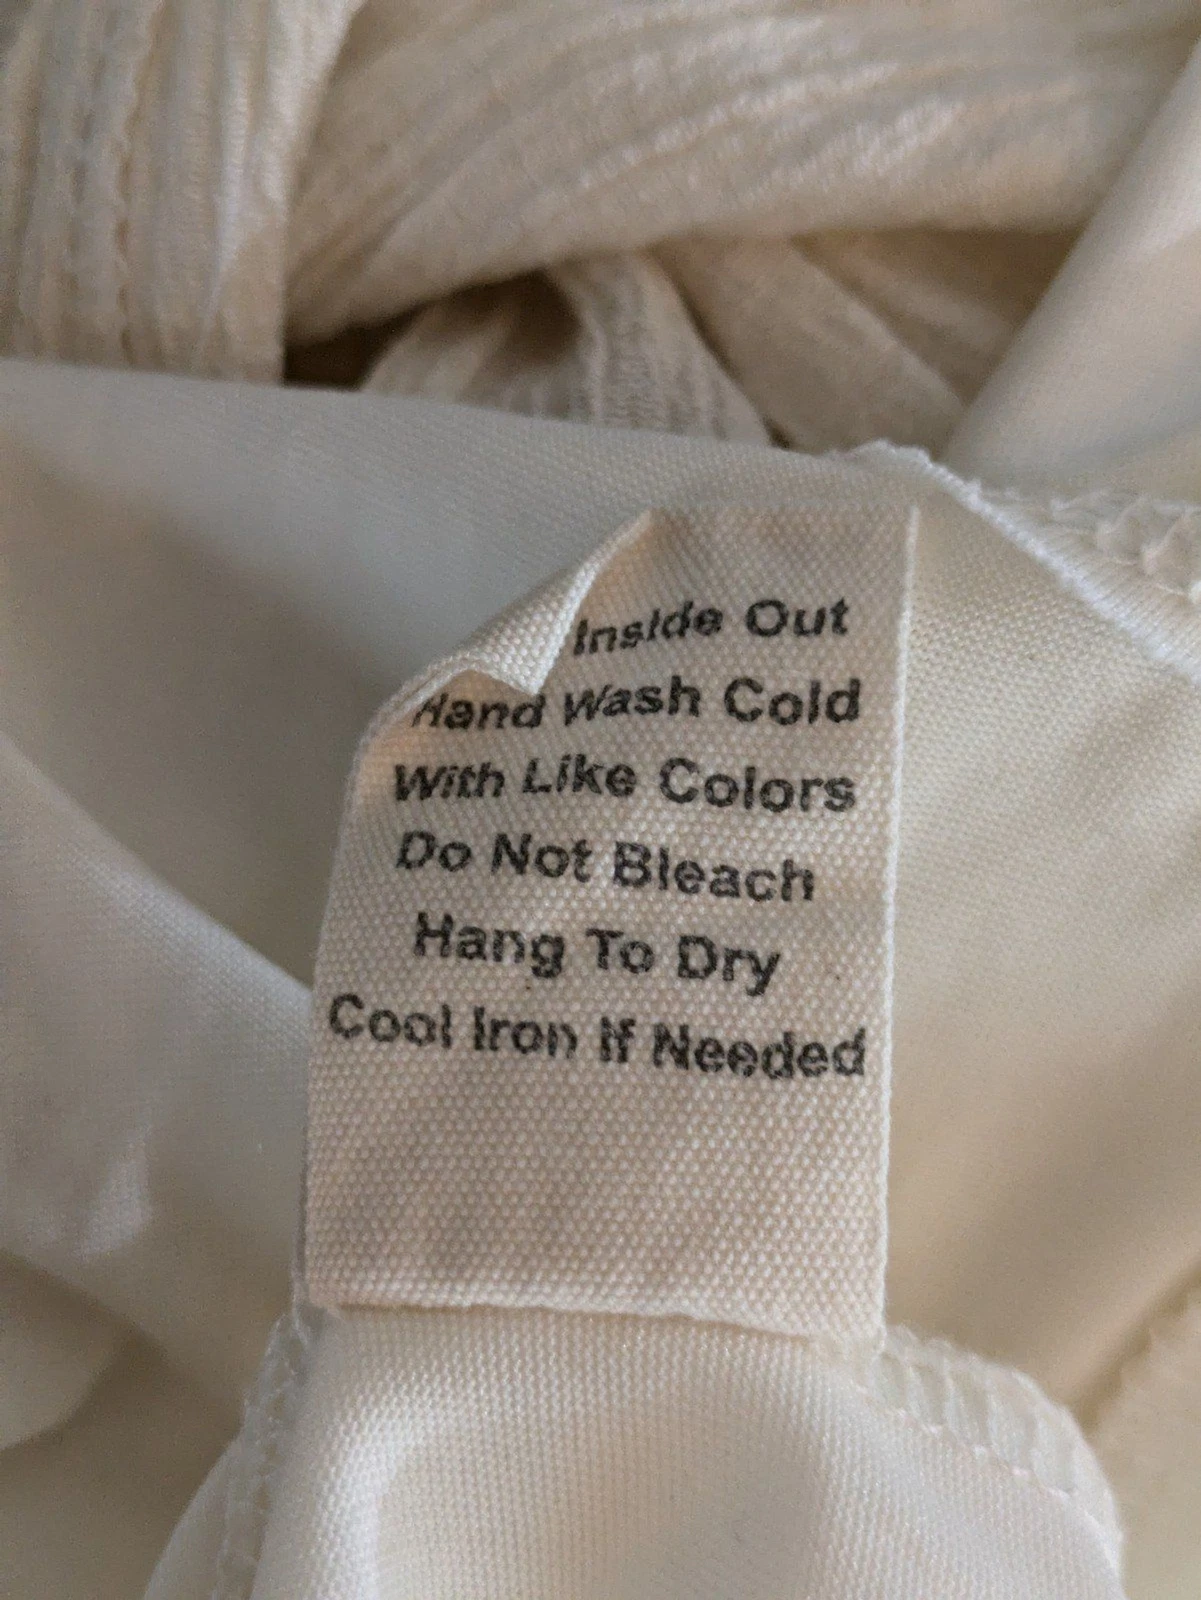 Inside Out
Hand Wash Cold
With Like Colors
Do Not Bleach
Hang To Dry
Cool Iron If Needed